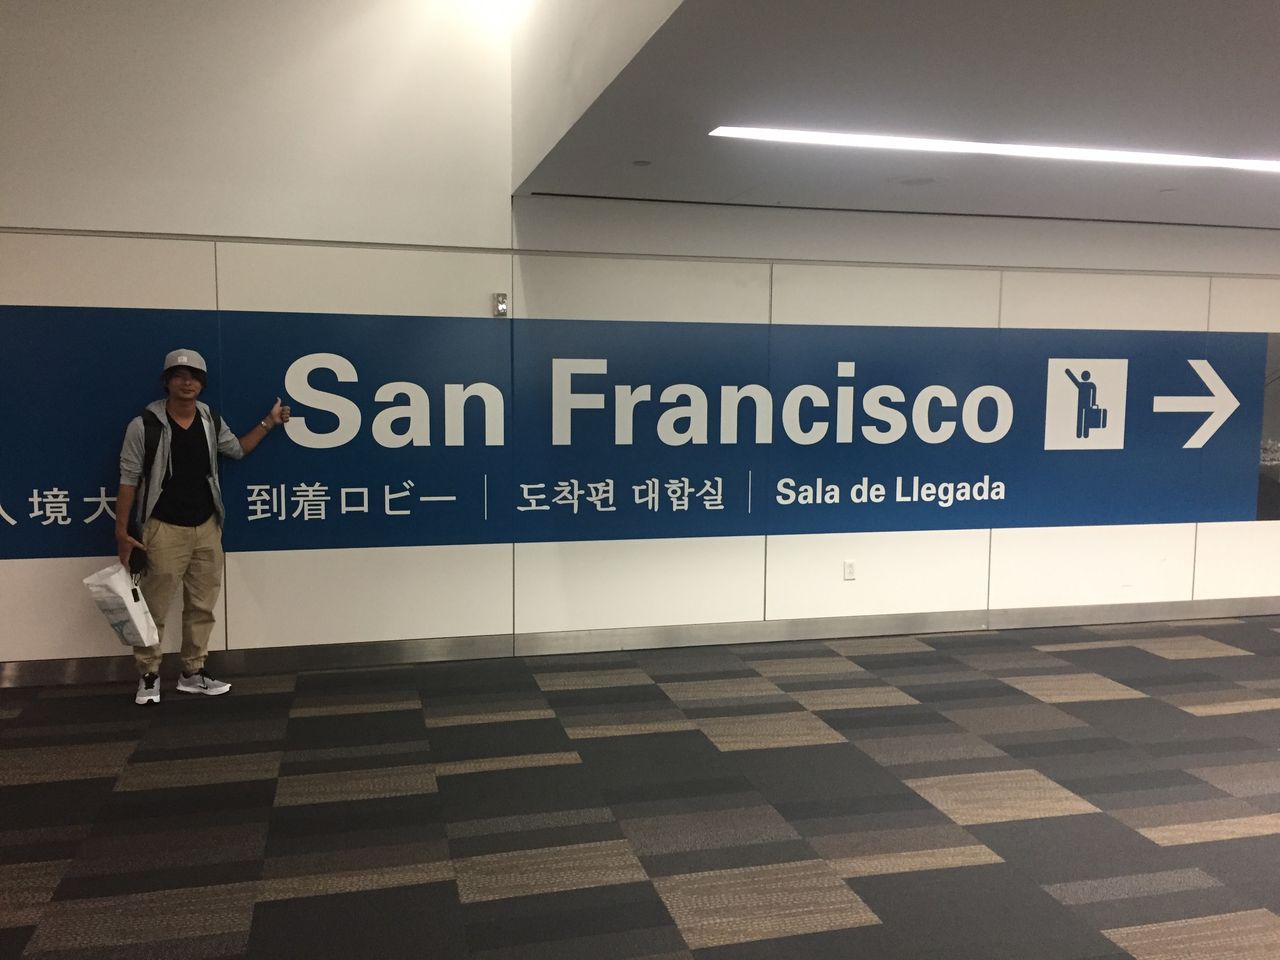 San Francisco
入境大 到着ロビー | 도착편 대합실 | Sala de Llegada